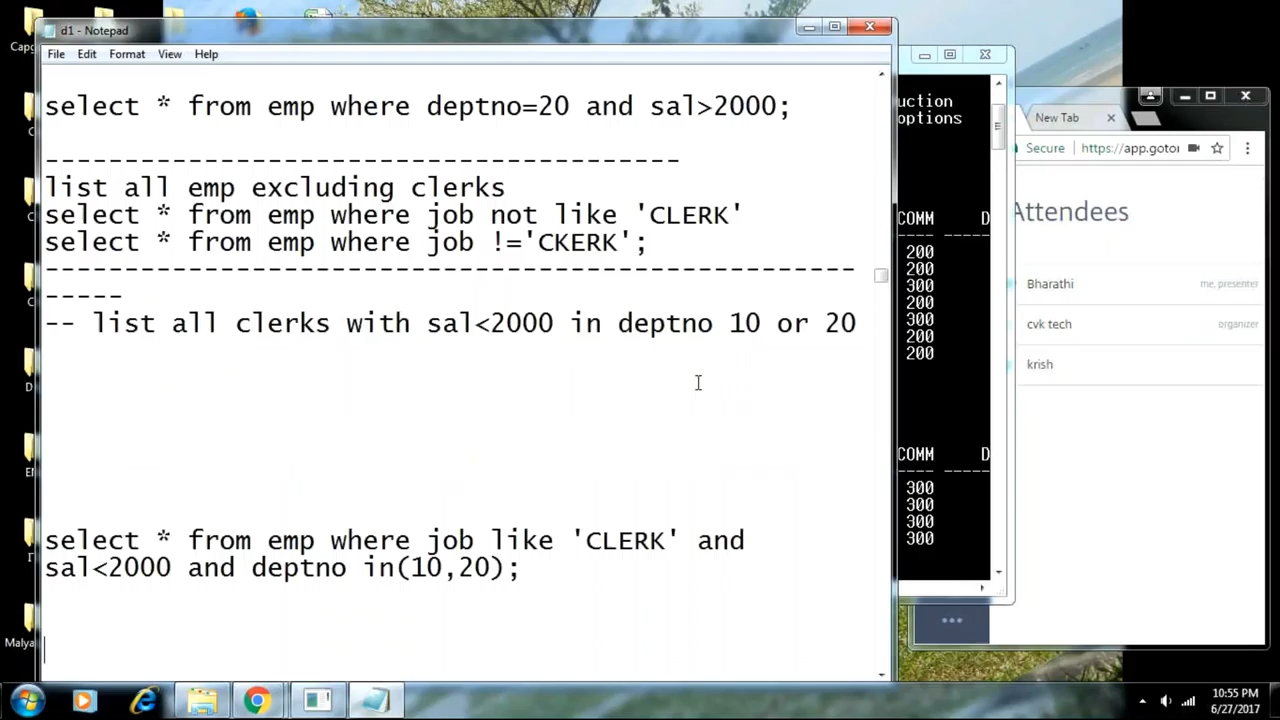 d1 - Notepad
File Edit Format View Help
select * from emp where deptno=20 and sal>2000;
----------------------------------------
list all emp excluding clerks
select * from emp where job not like 'CLERK'
select * from emp where job !='CKERK';
---------------------------------------------------
-----
-- list all clerks with sal<2000 in deptno 10 or 20
select * from emp where job like 'CLERK' and
sal<2000 and deptno in(10,20);
uction
options
COMM D
---- -----
200
200
300
200
300
200
200
COMM D
---- -----
300
300
300
300
New Tab
Secure https://app.goto
Attendees
Bharathi me, presenter
cvk tech organizer
krish
Malya
10:55 PM
6/27/2017